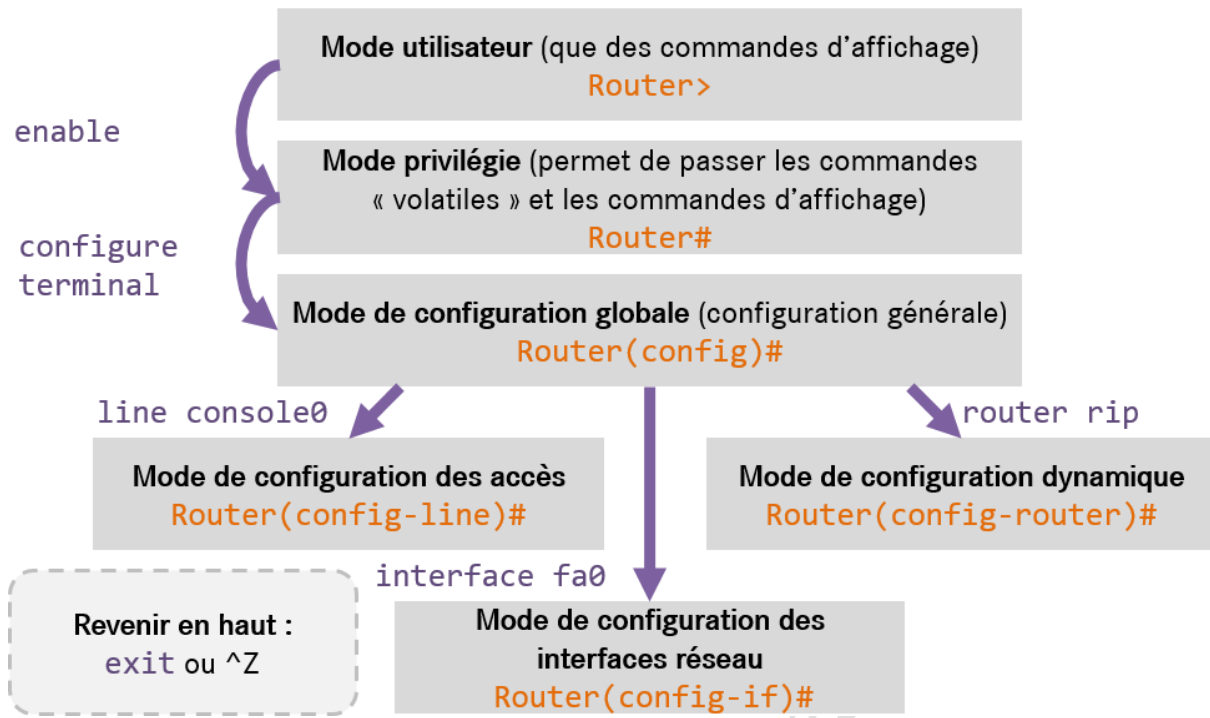 Mode utilisateur (que des commandes d’affichage)
Router>
enable
Mode privilégie (permet de passer les commandes
« volatiles » et les commandes d’affichage)
Router#
configure
terminal
Mode de configuration globale (configuration générale)
Router(config)#
line console0
router rip
Mode de configuration des accès
Router(config-line)#
Mode de configuration dynamique
Router(config-router)#
interface fa0
Mode de configuration des
interfaces réseau
Router(config-if)#
Revenir en haut :
exit ou ^Z